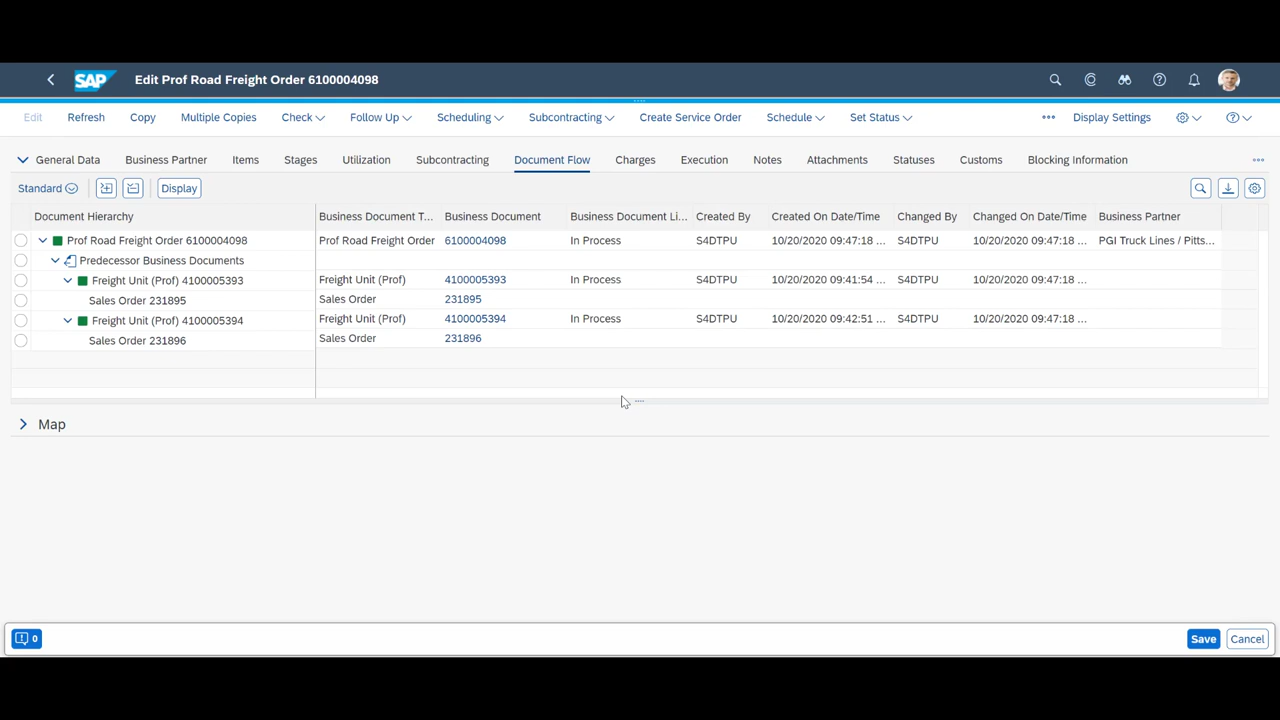 SAP Edit Prof Road Freight Order 6100004098
Edit Refresh Copy Multiple Copies Check Follow Up Scheduling Subcontracting Create Service Order Schedule Set Status Display Settings
General Data Business Partner Items Stages Utilization Subcontracting Document Flow Charges Execution Notes Attachments Statuses Customs Blocking Information
Standard Display
Document Hierarchy Business Document T... Business Document Business Document Li... Created By Created On Date/Time Changed By Changed On Date/Time Business Partner
Prof Road Freight Order 6100004098 Prof Road Freight Order 6100004098 In Process S4DTPU 10/20/2020 09:47:18 ... S4DTPU 10/20/2020 09:47:18 ... PGI Truck Lines / Pitts...
Predecessor Business Documents
Freight Unit (Prof) 4100005393 Freight Unit (Prof) 4100005393 In Process S4DTPU 10/20/2020 09:41:54 ... S4DTPU 10/20/2020 09:47:18 ...
Sales Order 231895 Sales Order 231895
Freight Unit (Prof) 4100005394 Freight Unit (Prof) 4100005394 In Process S4DTPU 10/20/2020 09:42:51 ... S4DTPU 10/20/2020 09:47:18 ...
Sales Order 231896 Sales Order 231896
Map
0 Save Cancel